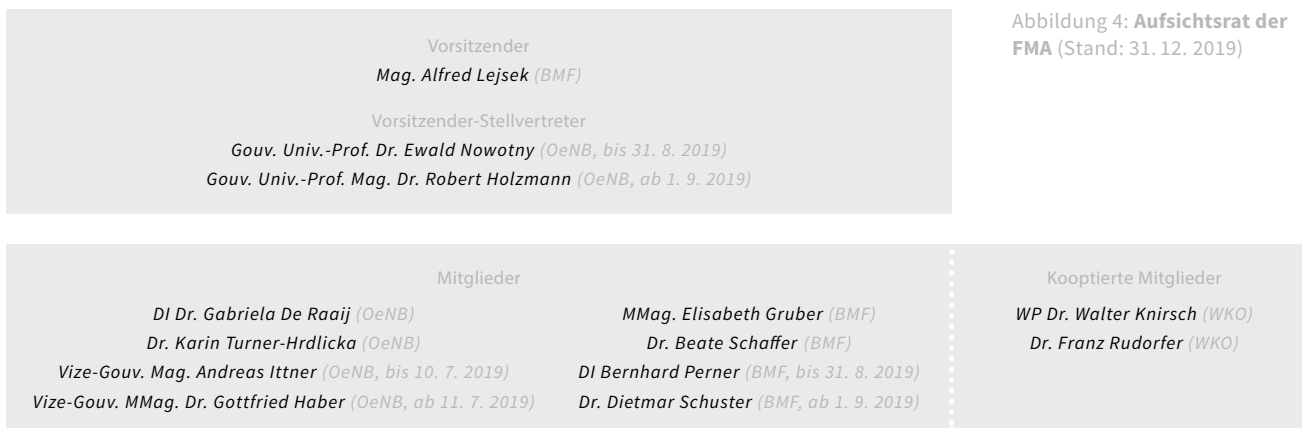 Abbildung 4: Aufsichtsrat der
FMA (Stand: 31. 12. 2019)
Vorsitzender
Mag. Alfred Lejsek (BMF)
Vorsitzender-Stellvertreter
Gouv. Univ.-Prof. Dr. Ewald Nowotny (OeNB, bis 31. 8. 2019)
Gouv. Univ.-Prof. Mag. Dr. Robert Holzmann (OeNB, ab 1. 9. 2019)
Mitglieder
DI Dr. Gabriela De Raaij (OeNB)
Dr. Karin Turner-Hrdlicka (OeNB)
Vize-Gouv. Mag. Andreas Ittner (OeNB, bis 10. 7. 2019)
Vize-Gouv. MMag. Dr. Gottfried Haber (OeNB, ab 11. 7. 2019)
MMag. Elisabeth Gruber (BMF)
Dr. Beate Schaffer (BMF)
DI Bernhard Perner (BMF, bis 31. 8. 2019)
Dr. Dietmar Schuster (BMF, ab 1. 9. 2019)
Kooptierte Mitglieder
WP Dr. Walter Knirsch (WKO)
Dr. Franz Rudorfer (WKO)